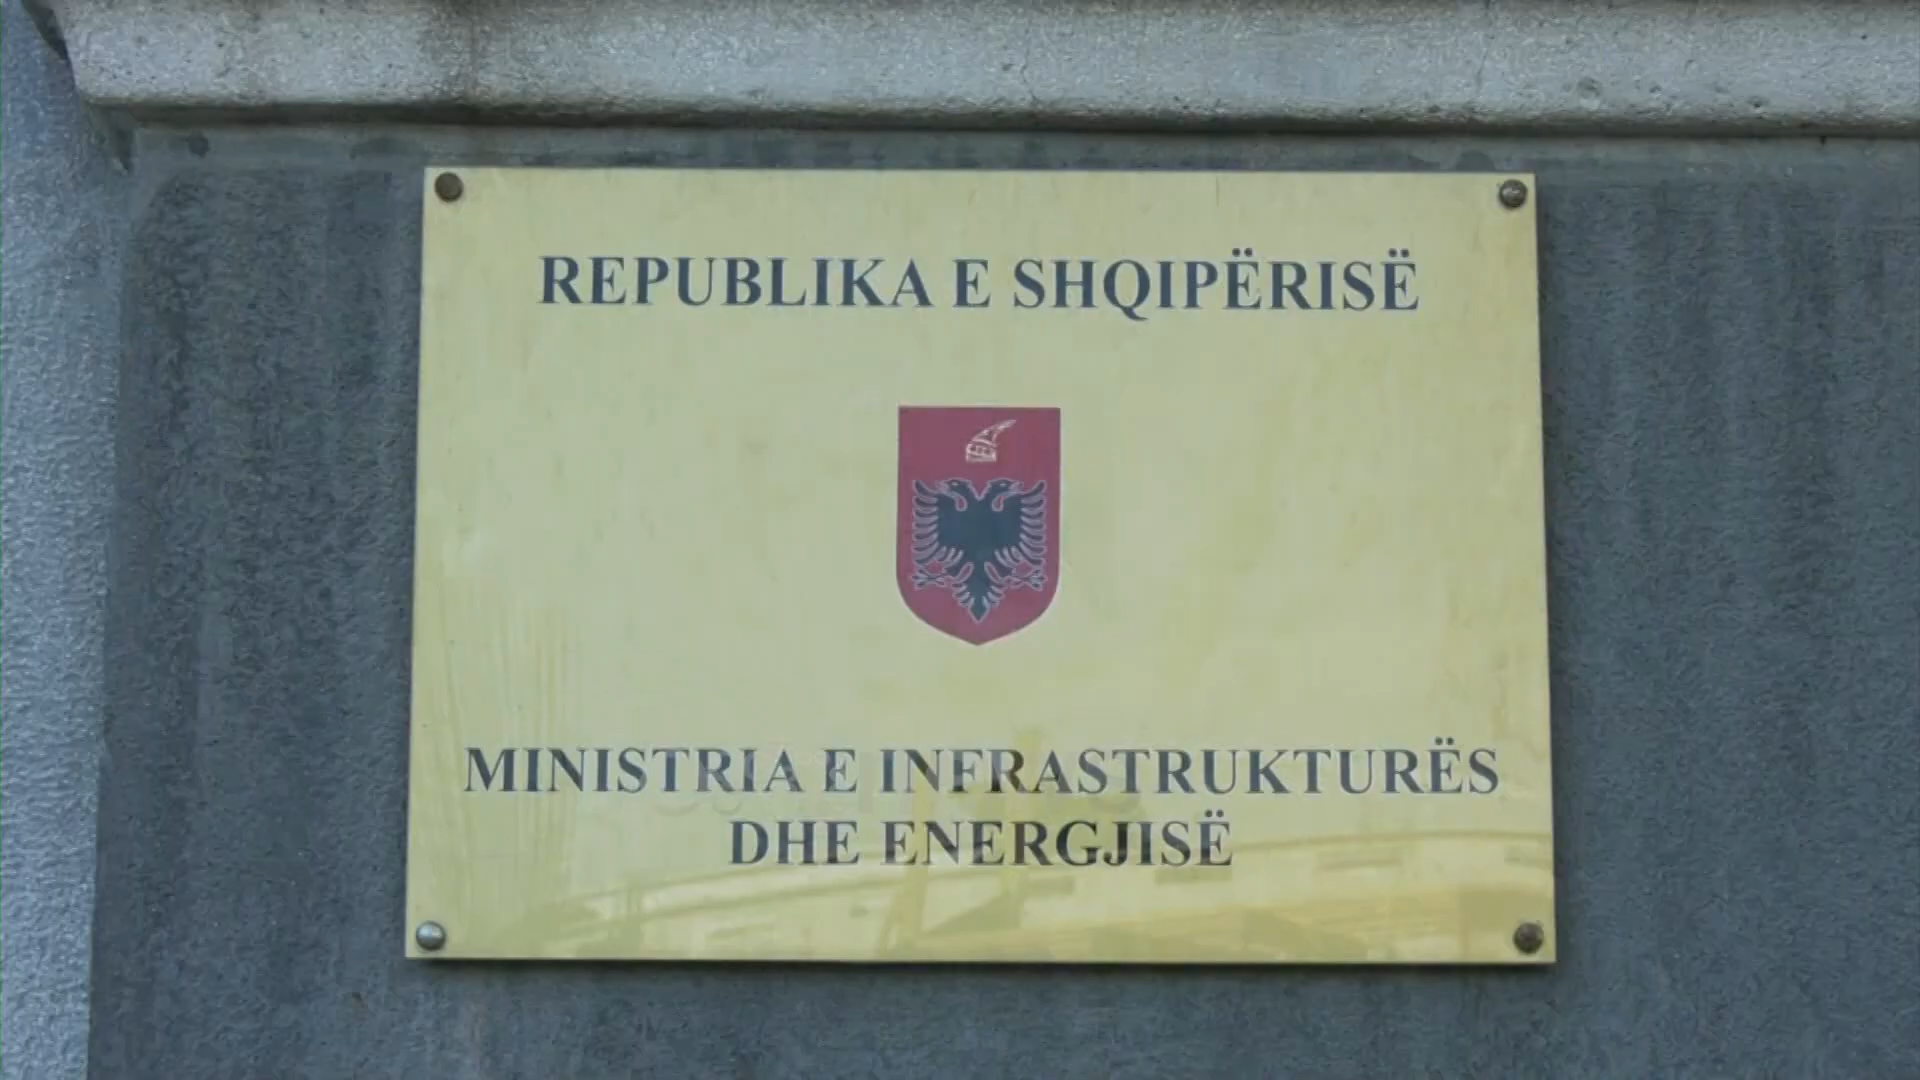 REPUBLIKA E SHQIPËRISË
MINISTRIA E INFRASTRUKTURËS
DHE ENERGJISË